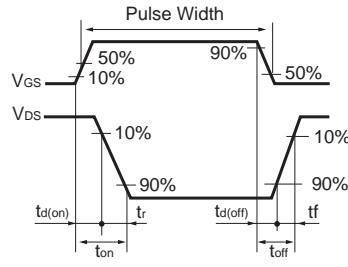 Pulse Width
50%
90%
50%
VGS
10%
VDS
10%
10%
90%
90%
td(on)
tr
td(off)
tf
ton
toff